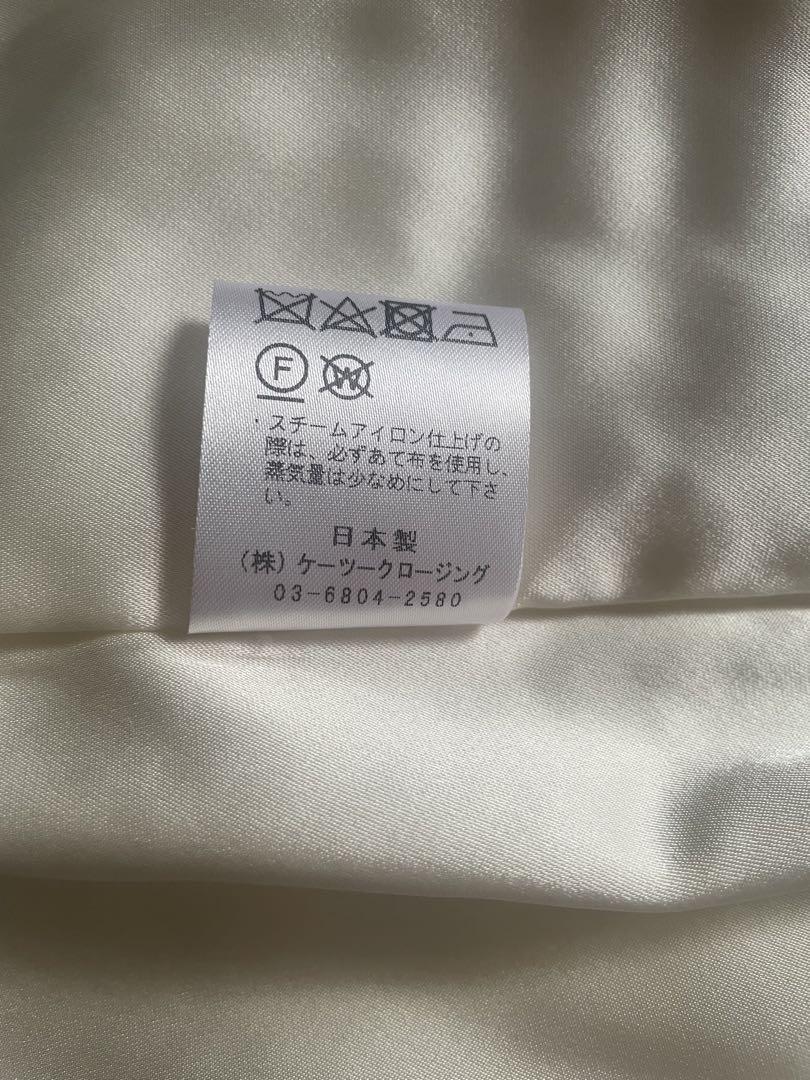 F W
・スチームアイロン仕上げの
際は、必ずあて布を使用し、
蒸気量は少なめにして下さ
い。
日本製
（株）ケーツークロージング
03-6804-2580